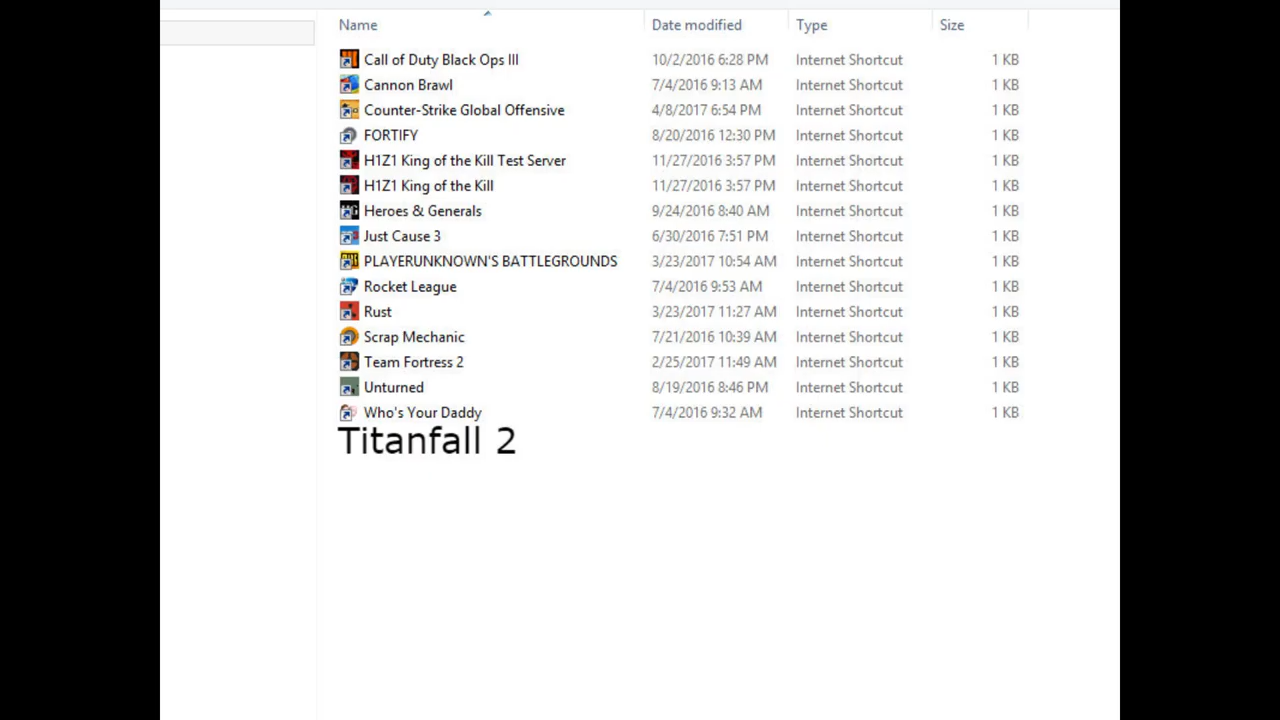 Name Date modified Type Size
Call of Duty Black Ops III 10/2/2016 6:28 PM Internet Shortcut 1 KB
Cannon Brawl 7/4/2016 9:13 AM Internet Shortcut 1 KB
Counter-Strike Global Offensive 4/8/2017 6:54 PM Internet Shortcut 1 KB
FORTIFY 8/20/2016 12:30 PM Internet Shortcut 1 KB
H1Z1 King of the Kill Test Server 11/27/2016 3:57 PM Internet Shortcut 1 KB
H1Z1 King of the Kill 11/27/2016 3:57 PM Internet Shortcut 1 KB
Heroes & Generals 9/24/2016 8:40 AM Internet Shortcut 1 KB
Just Cause 3 6/30/2016 7:51 PM Internet Shortcut 1 KB
PLAYERUNKNOWN'S BATTLEGROUNDS 3/23/2017 10:54 AM Internet Shortcut 1 KB
Rocket League 7/4/2016 9:53 AM Internet Shortcut 1 KB
Rust 3/23/2017 11:27 AM Internet Shortcut 1 KB
Scrap Mechanic 7/21/2016 10:39 AM Internet Shortcut 1 KB
Team Fortress 2 2/25/2017 11:49 AM Internet Shortcut 1 KB
Unturned 8/19/2016 8:46 PM Internet Shortcut 1 KB
Who's Your Daddy 7/4/2016 9:32 AM Internet Shortcut 1 KB
Titanfall 2